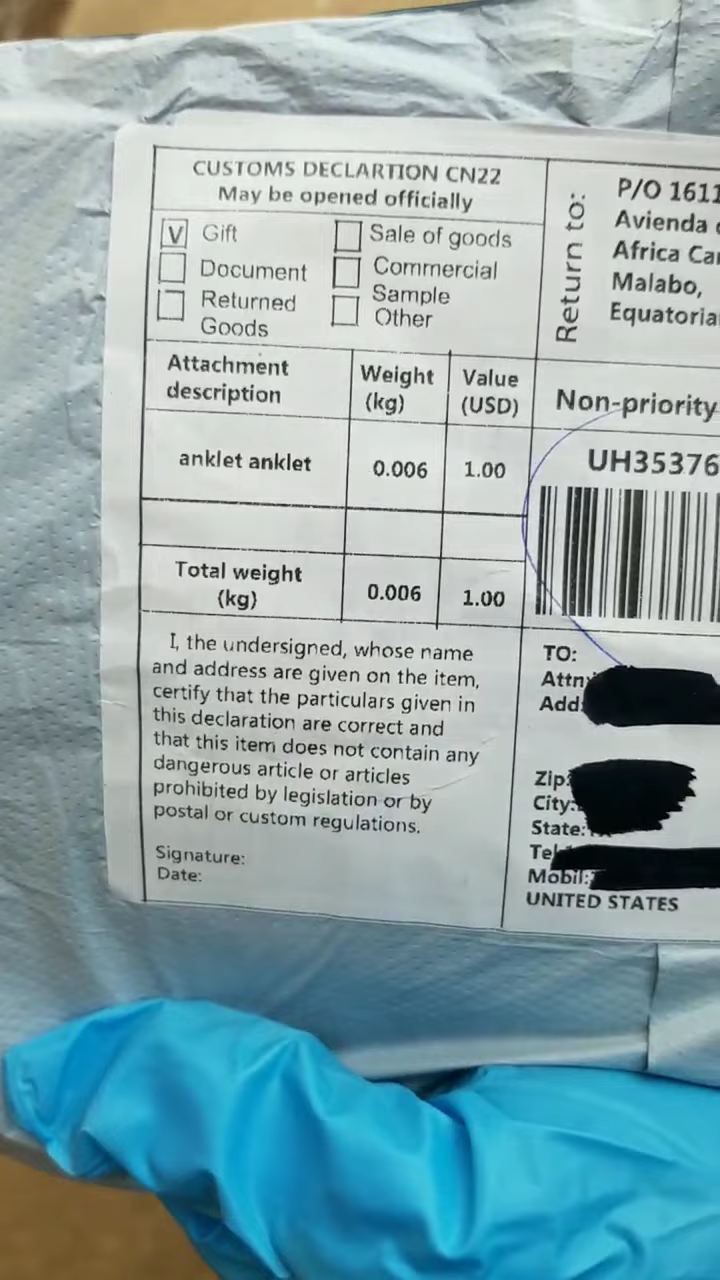 CUSTOMS DECLARTION CN22
May be opened officially
V Gift
Sale of goods
Document
Commercial
Sample
Returned
Goods
Other
Return to:
P/O 1611
Avienda
Africa
Malabo,
Equatoria
Attachment
description
Weight
(kg)
Value
(USD)
Non-priority
anklet anklet
0.006
1.00
UH35376
Total weight
(kg)
0.006
1.00
I, the undersigned, whose name
and address are given on the item,
certify that the particulars given in
this declaration are correct and
that this item does not contain any
dangerous article or articles
prohibited by legislation or by
postal or custom regulations.
Signature:
Date:
TO:
Attn
Add
Zip:
City:
State:
Tel
Mobil:
UNITED STATES